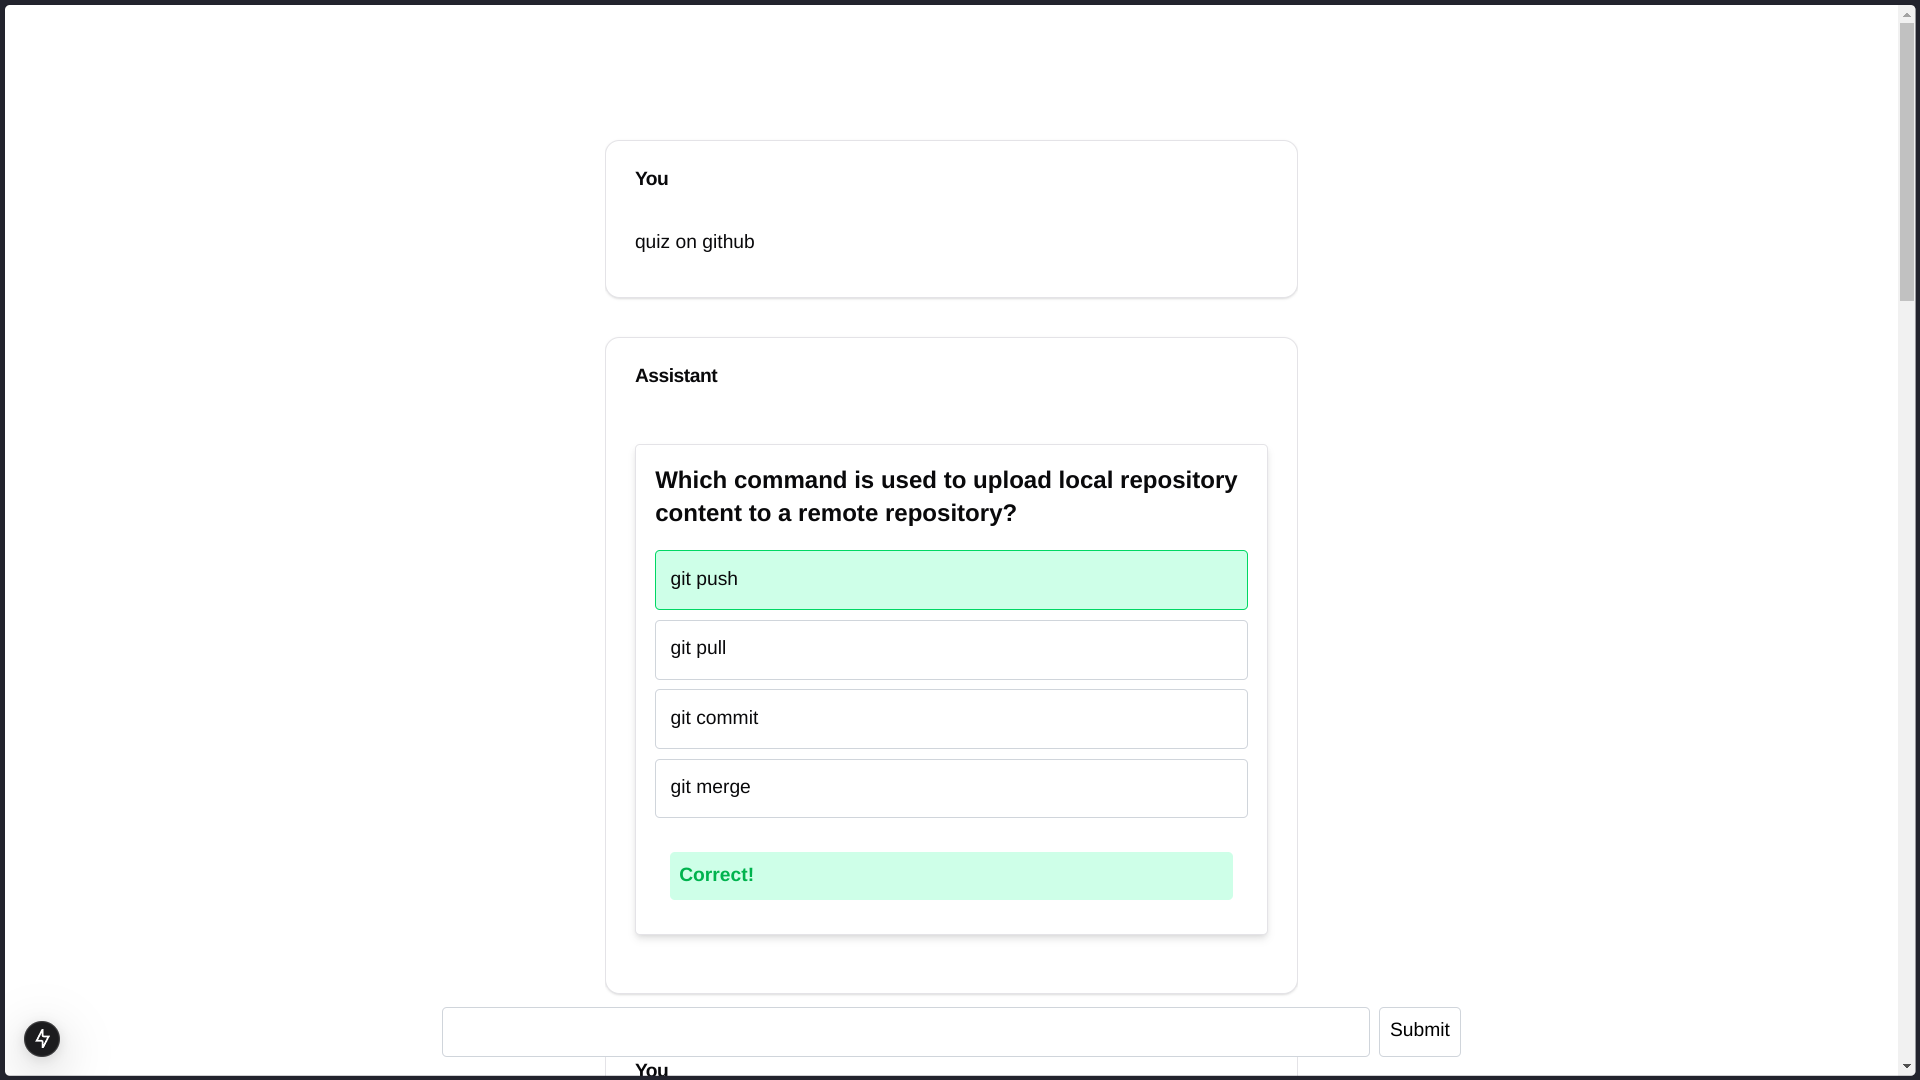 You
quiz on github
Assistant
Which command is used to upload local repository
content to a remote repository?
git push
git pull
git commit
git merge
Correct!
Submit
You